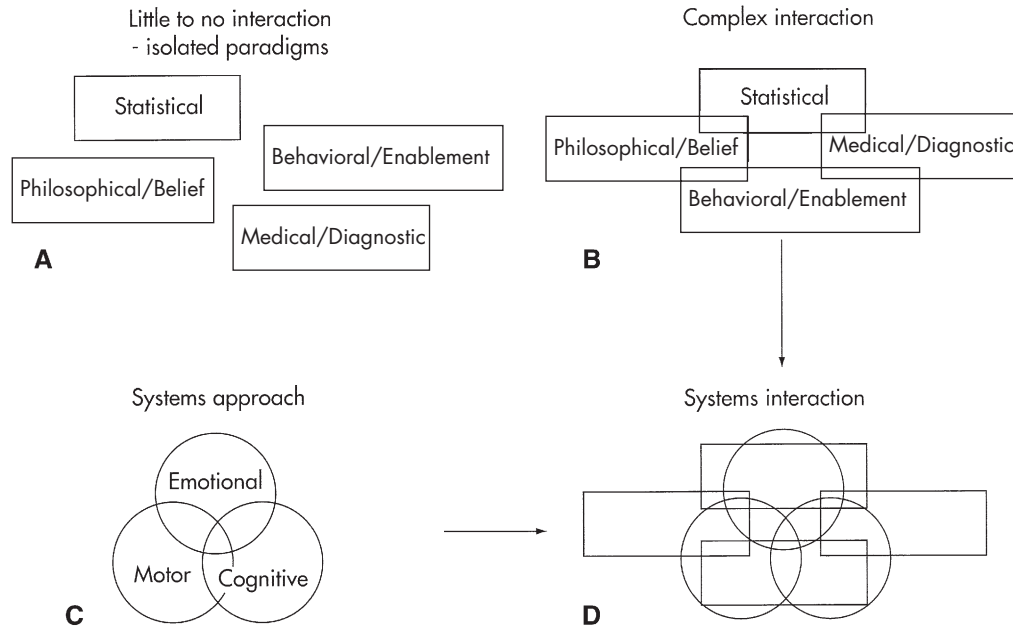 Little to no interaction
- isolated paradigms
Statistical
Behavioral/Enablement
Philosophical/Belief
Medical/Diagnostic
A
Complex interaction
Statistical
Philosophical/Belief
Medical/Diagnostic
Behavioral/Enablement
B
Systems approach
Emotional
Motor
Cognitive
C
Systems interaction
D